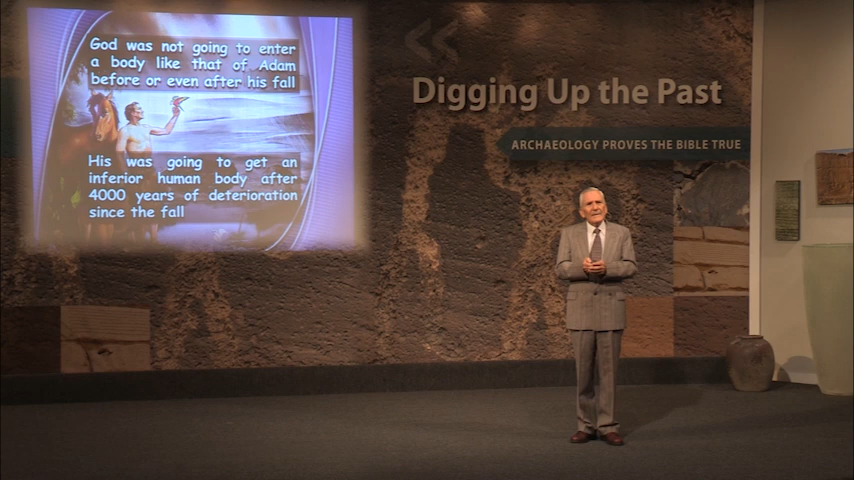 God was not going to enter
a body like that of Adam
before or even after his fall
His was going to get an
inferior human body after
4000 years of deterioration
since the fall
Digging Up the Past
ARCHAEOLOGY PROVES THE BIBLE TRUE